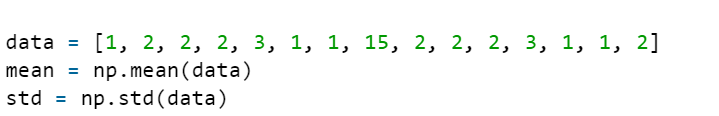 data = [1, 2, 2, 2, 3, 1, 1, 15, 2, 2, 2, 3, 1, 1, 2]
mean = np.mean(data)
std = np.std(data)